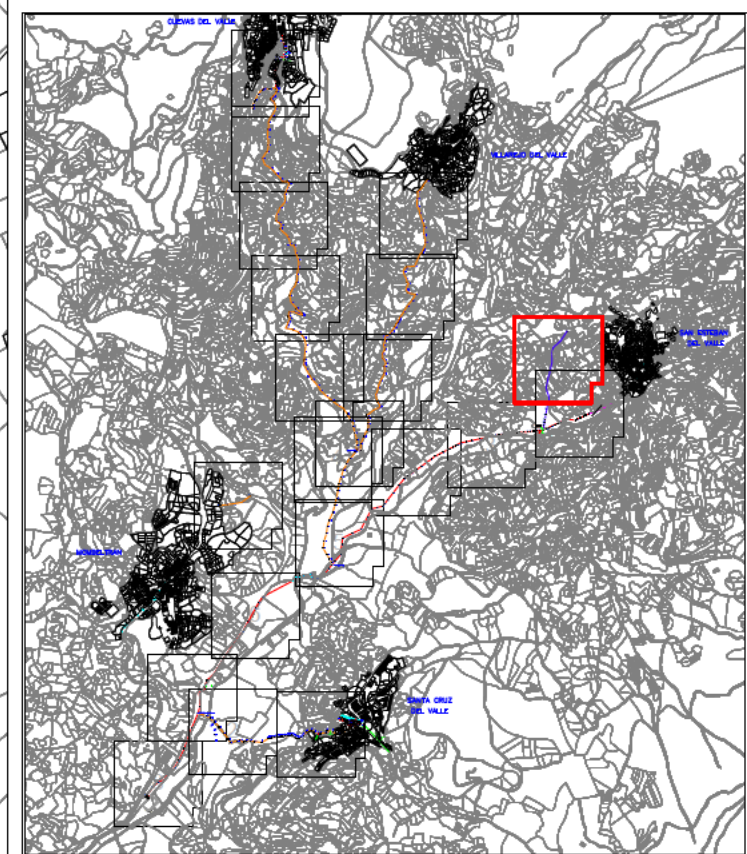 CUEVAS DEL VALLE
VILLAREJO DEL VALLE
SAN ESTEBAN
DEL VALLE
MOMBELTRAN
SANTA CRUZ
DEL VALLE